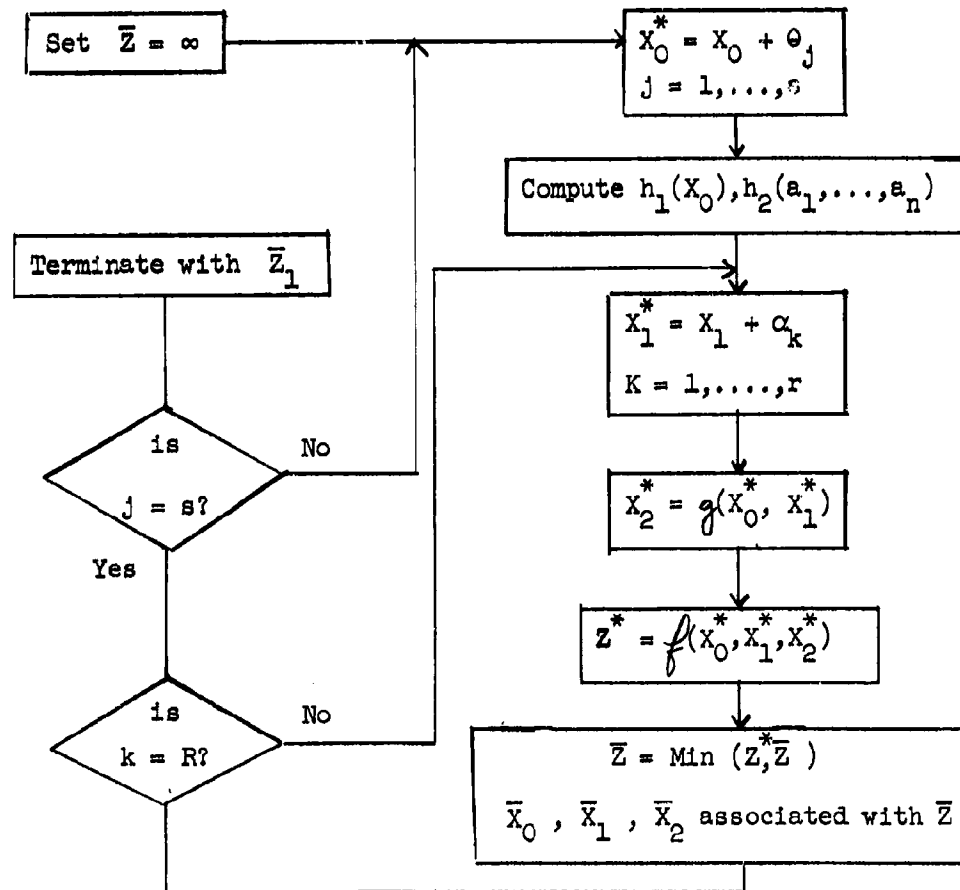 Set Z̅ = ∞
X₀* = X₀ + θⱼ
j = 1,...,s
Compute h₁(X₀),h₂(a₁,...,aₙ)
Terminate with Z̅₁
X₁* = X₁ + αₖ
K = 1,....,r
is
j = s?
No
Yes
X₂* = g(X₀*, X₁*)
Z* = f(X₀*,X₁*,X₂*)
is
k = R?
No
Z̅ = Min (Z*,Z̅ )
X̅₀ , X̅₁ , X̅₂ associated with Z̅